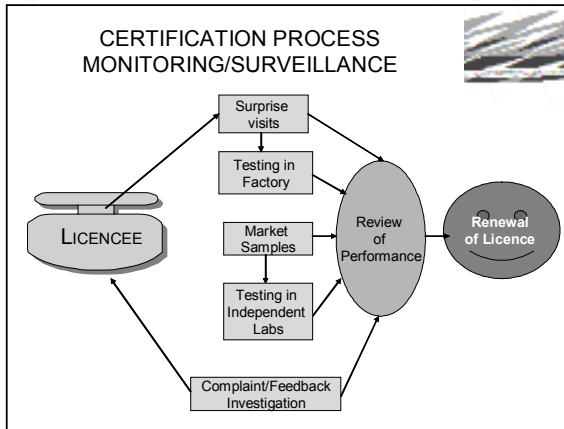 CERTIFICATION PROCESS
MONITORING/SURVEILLANCE
Surprise
visits
Testing in
Factory
LICENCEE
Market
Samples
Testing in
Independent
Labs
Review
of
Performance
Renewal
of Licence
Complaint/Feedback
Investigation